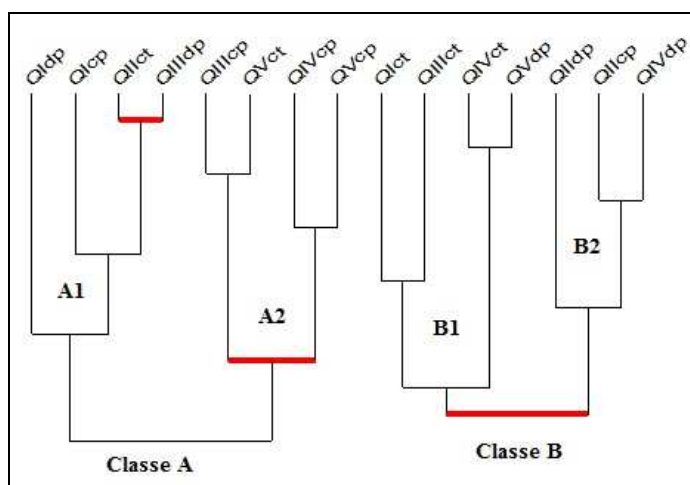 QIdp QIcp QIIct QIIIdp QIIIcp QVct QIVcp QVcp QIct QIIIct QIVct QVdp QIIdp QIIcp QIVdp
B2
A1 A2 B1
Classe A Classe B